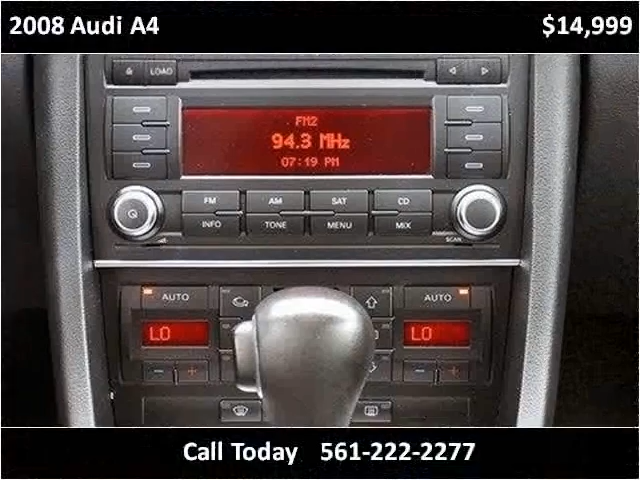 2008 Audi A4 $14,999
LOAD
FM2
94.3 MHz
07:19 PM
FM AM SAT CD
INFO TONE MENU MIX
SCAN
AUTO AUTO
LO LO
- + - +
Call Today 561-222-2277